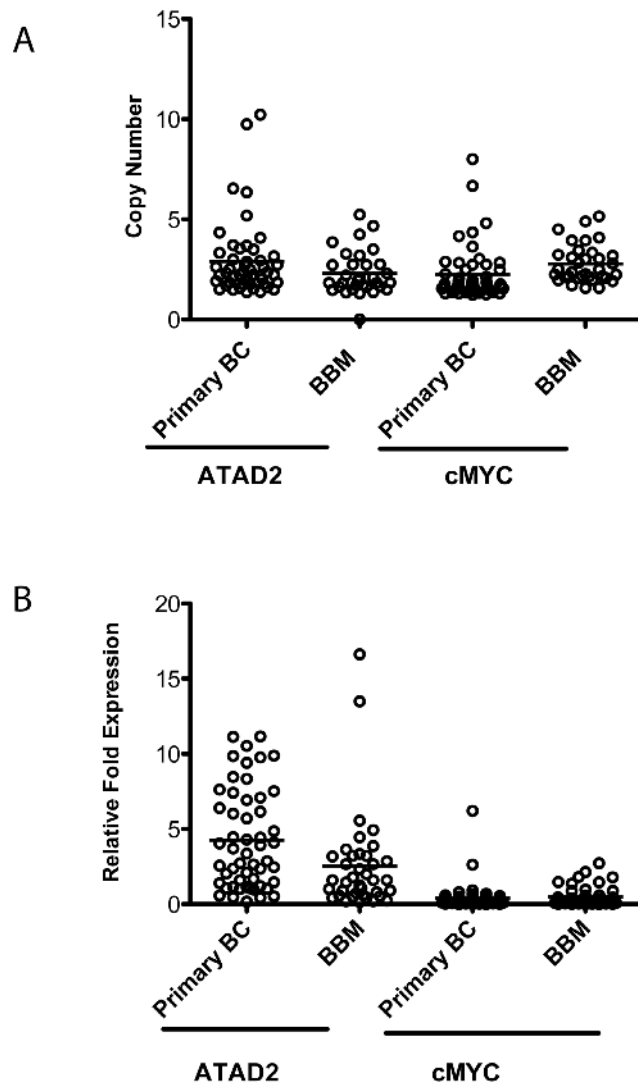 A
Copy Number
15
10
5
0
Primary BC
BBM
Primary BC
BBM
ATAD2
cMYC
B
Relative Fold Expression
20
15
10
5
0
Primary BC
BBM
Primary BC
BBM
ATAD2
cMYC